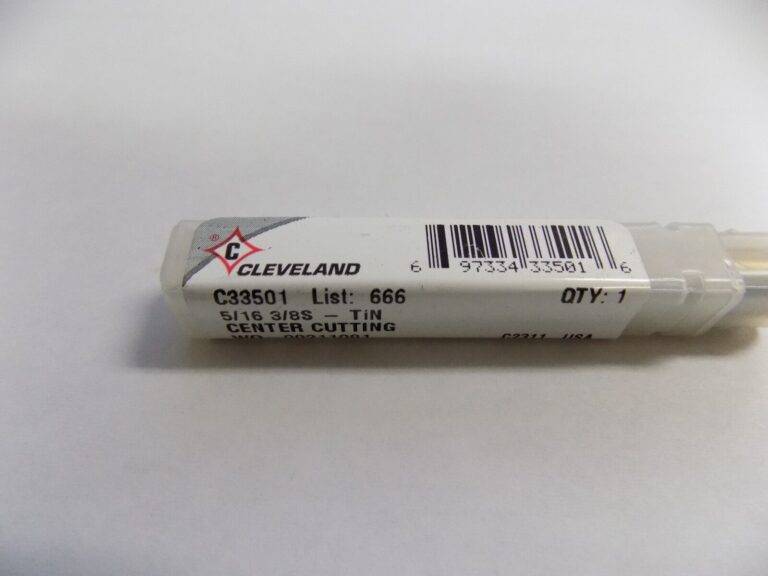 ® C CLEVELAND
6 97334 33501 6
C33501 List: 666 QTY: 1
5/16 3/8S – TiN
CENTER CUTTING
USA